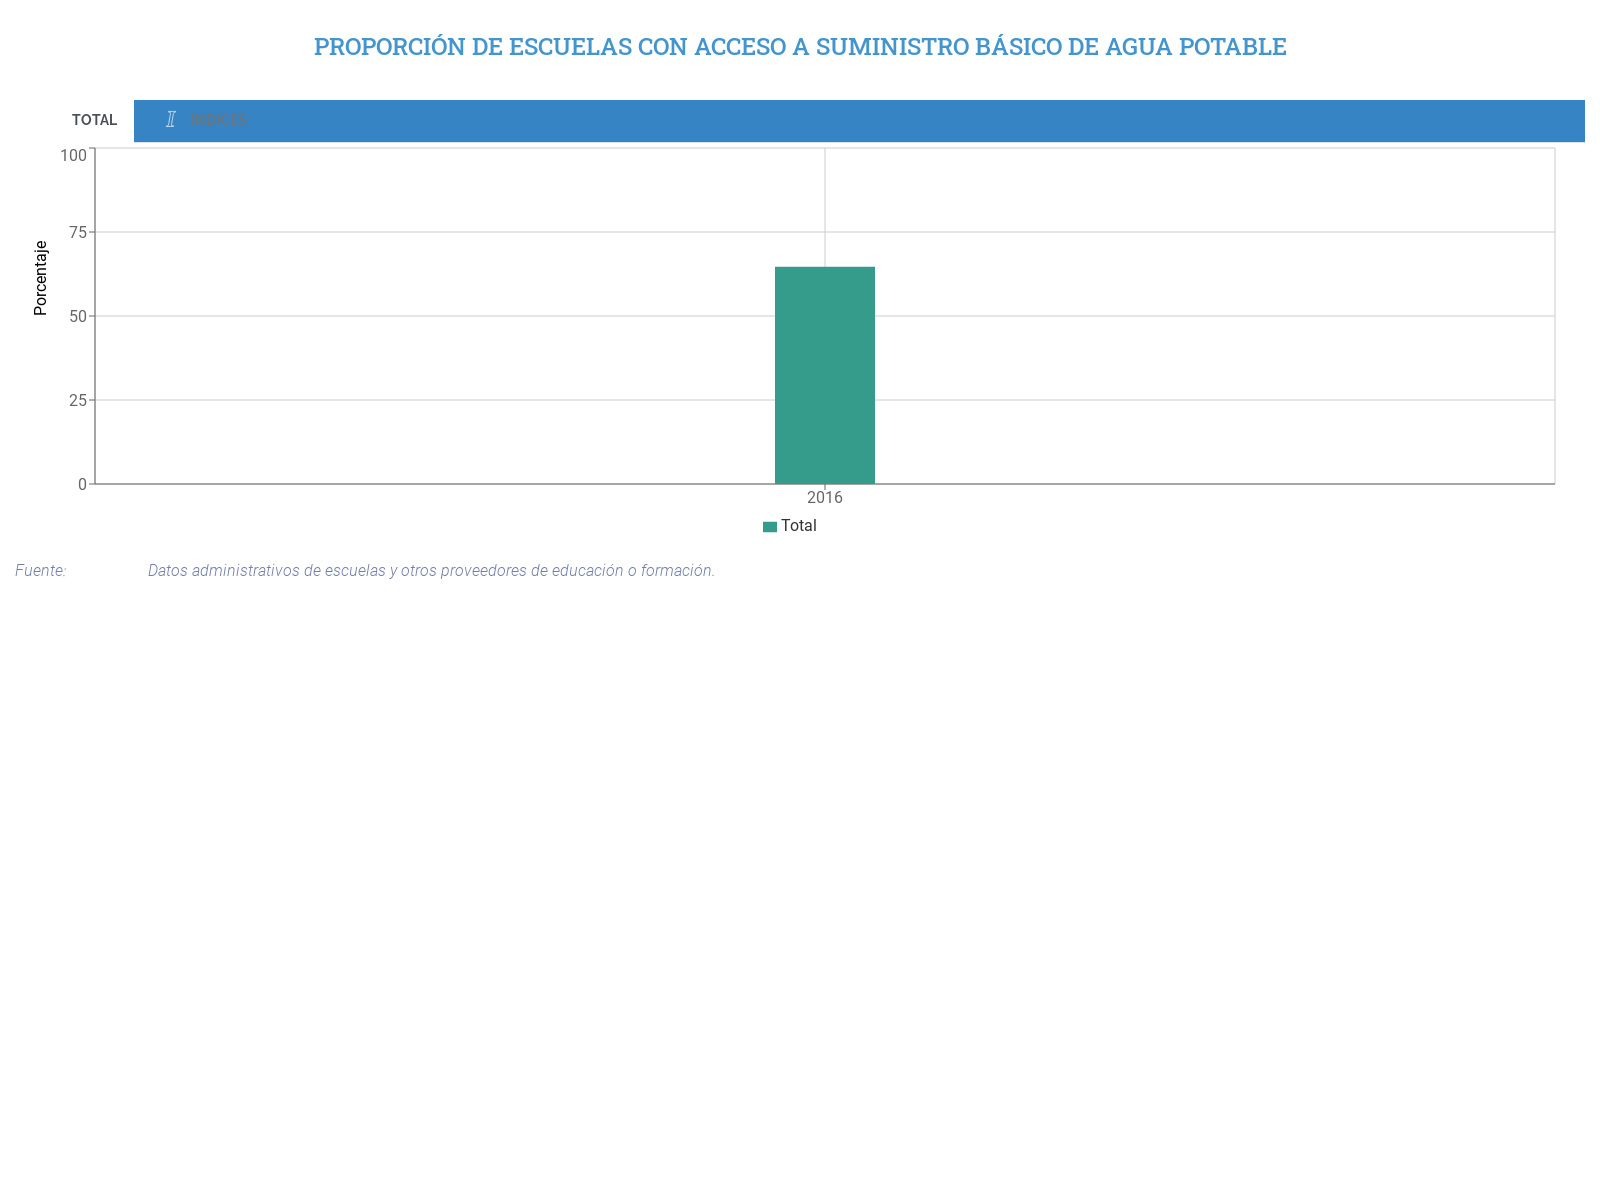 PROPORCIÓN DE ESCUELAS CON ACCESO A SUMINISTRO BÁSICO DE AGUA POTABLE
TOTAL INDICES
100
75
50
25
0
Porcentaje
2016
Total
Fuente: Datos administrativos de escuelas y otros proveedores de educación o formación.